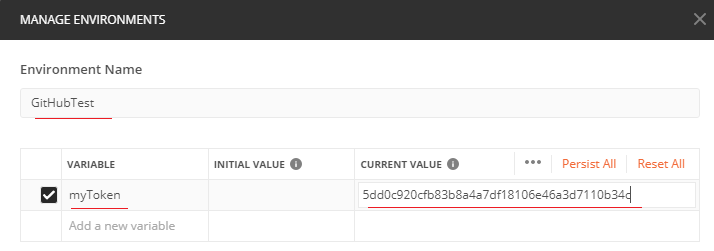 MANAGE ENVIRONMENTS
Environment Name
GitHubTest
VARIABLE INITIAL VALUE CURRENT VALUE Persist All Reset All
myToken 5dd0c920cfb83b8a4a7df18106e46a3d7110b34c
Add a new variable